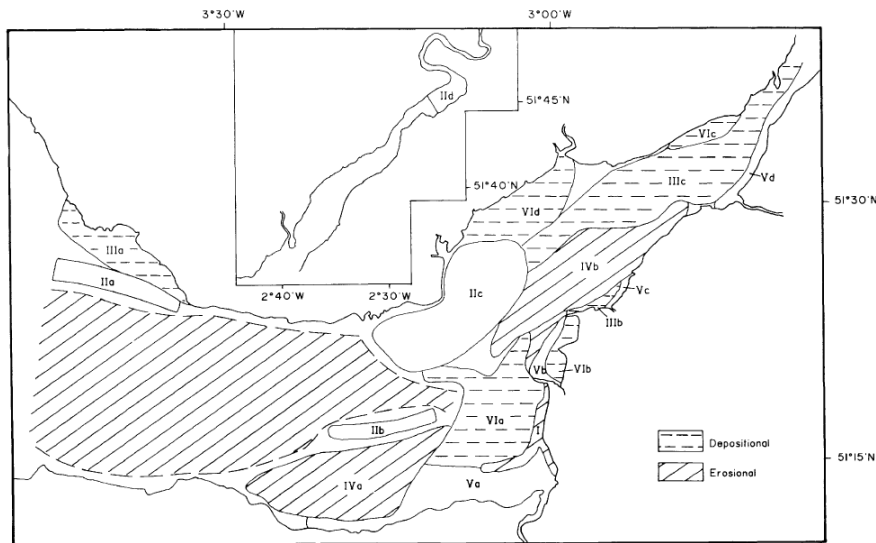 3°30'W
3°00'W
IId
51°45'N
VIc
51°40'N
Vd
IIIc
51°30'N
VId
IIIa
IVb
IIa
IIc
Vc
2°40'W
2°30'W
IIIb
Vb
VIb
VIa
IIb
I
Depositional
51°15'N
Erosional
IVa
Va